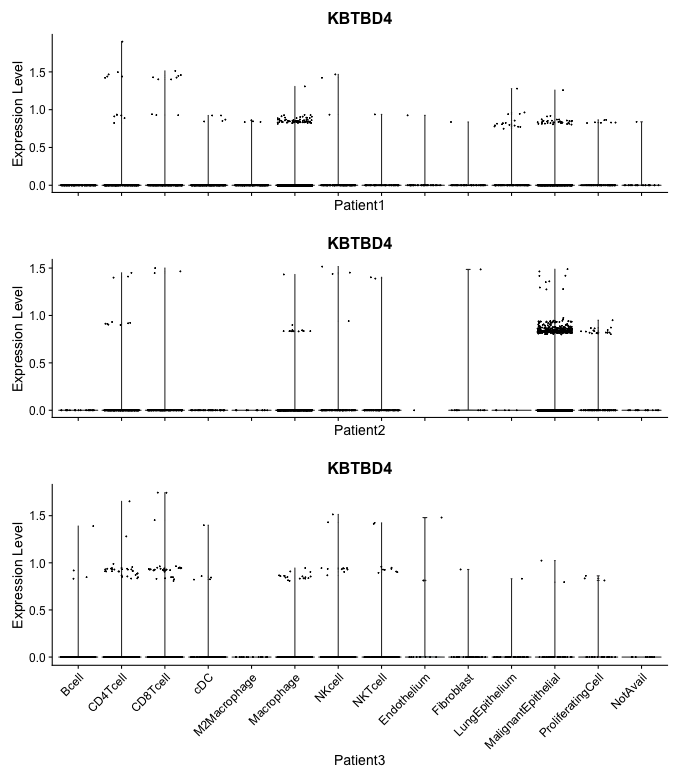 KBTBD4
Expression Level
1.5
1.0
0.5
0.0
Patient1
KBTBD4
Expression Level
1.5
1.0
0.5
0.0
Patient2
KBTBD4
Expression Level
1.5
1.0
0.5
0.0
Bcell
CD4Tcell
CD8Tcell
cDC
M2Macrophage
Macrophage
NKcell
NKTcell
Endothelium
Fibroblast
LungEpithelium
MalignantEpithelial
ProliferatingCell
NotAvail
Patient3